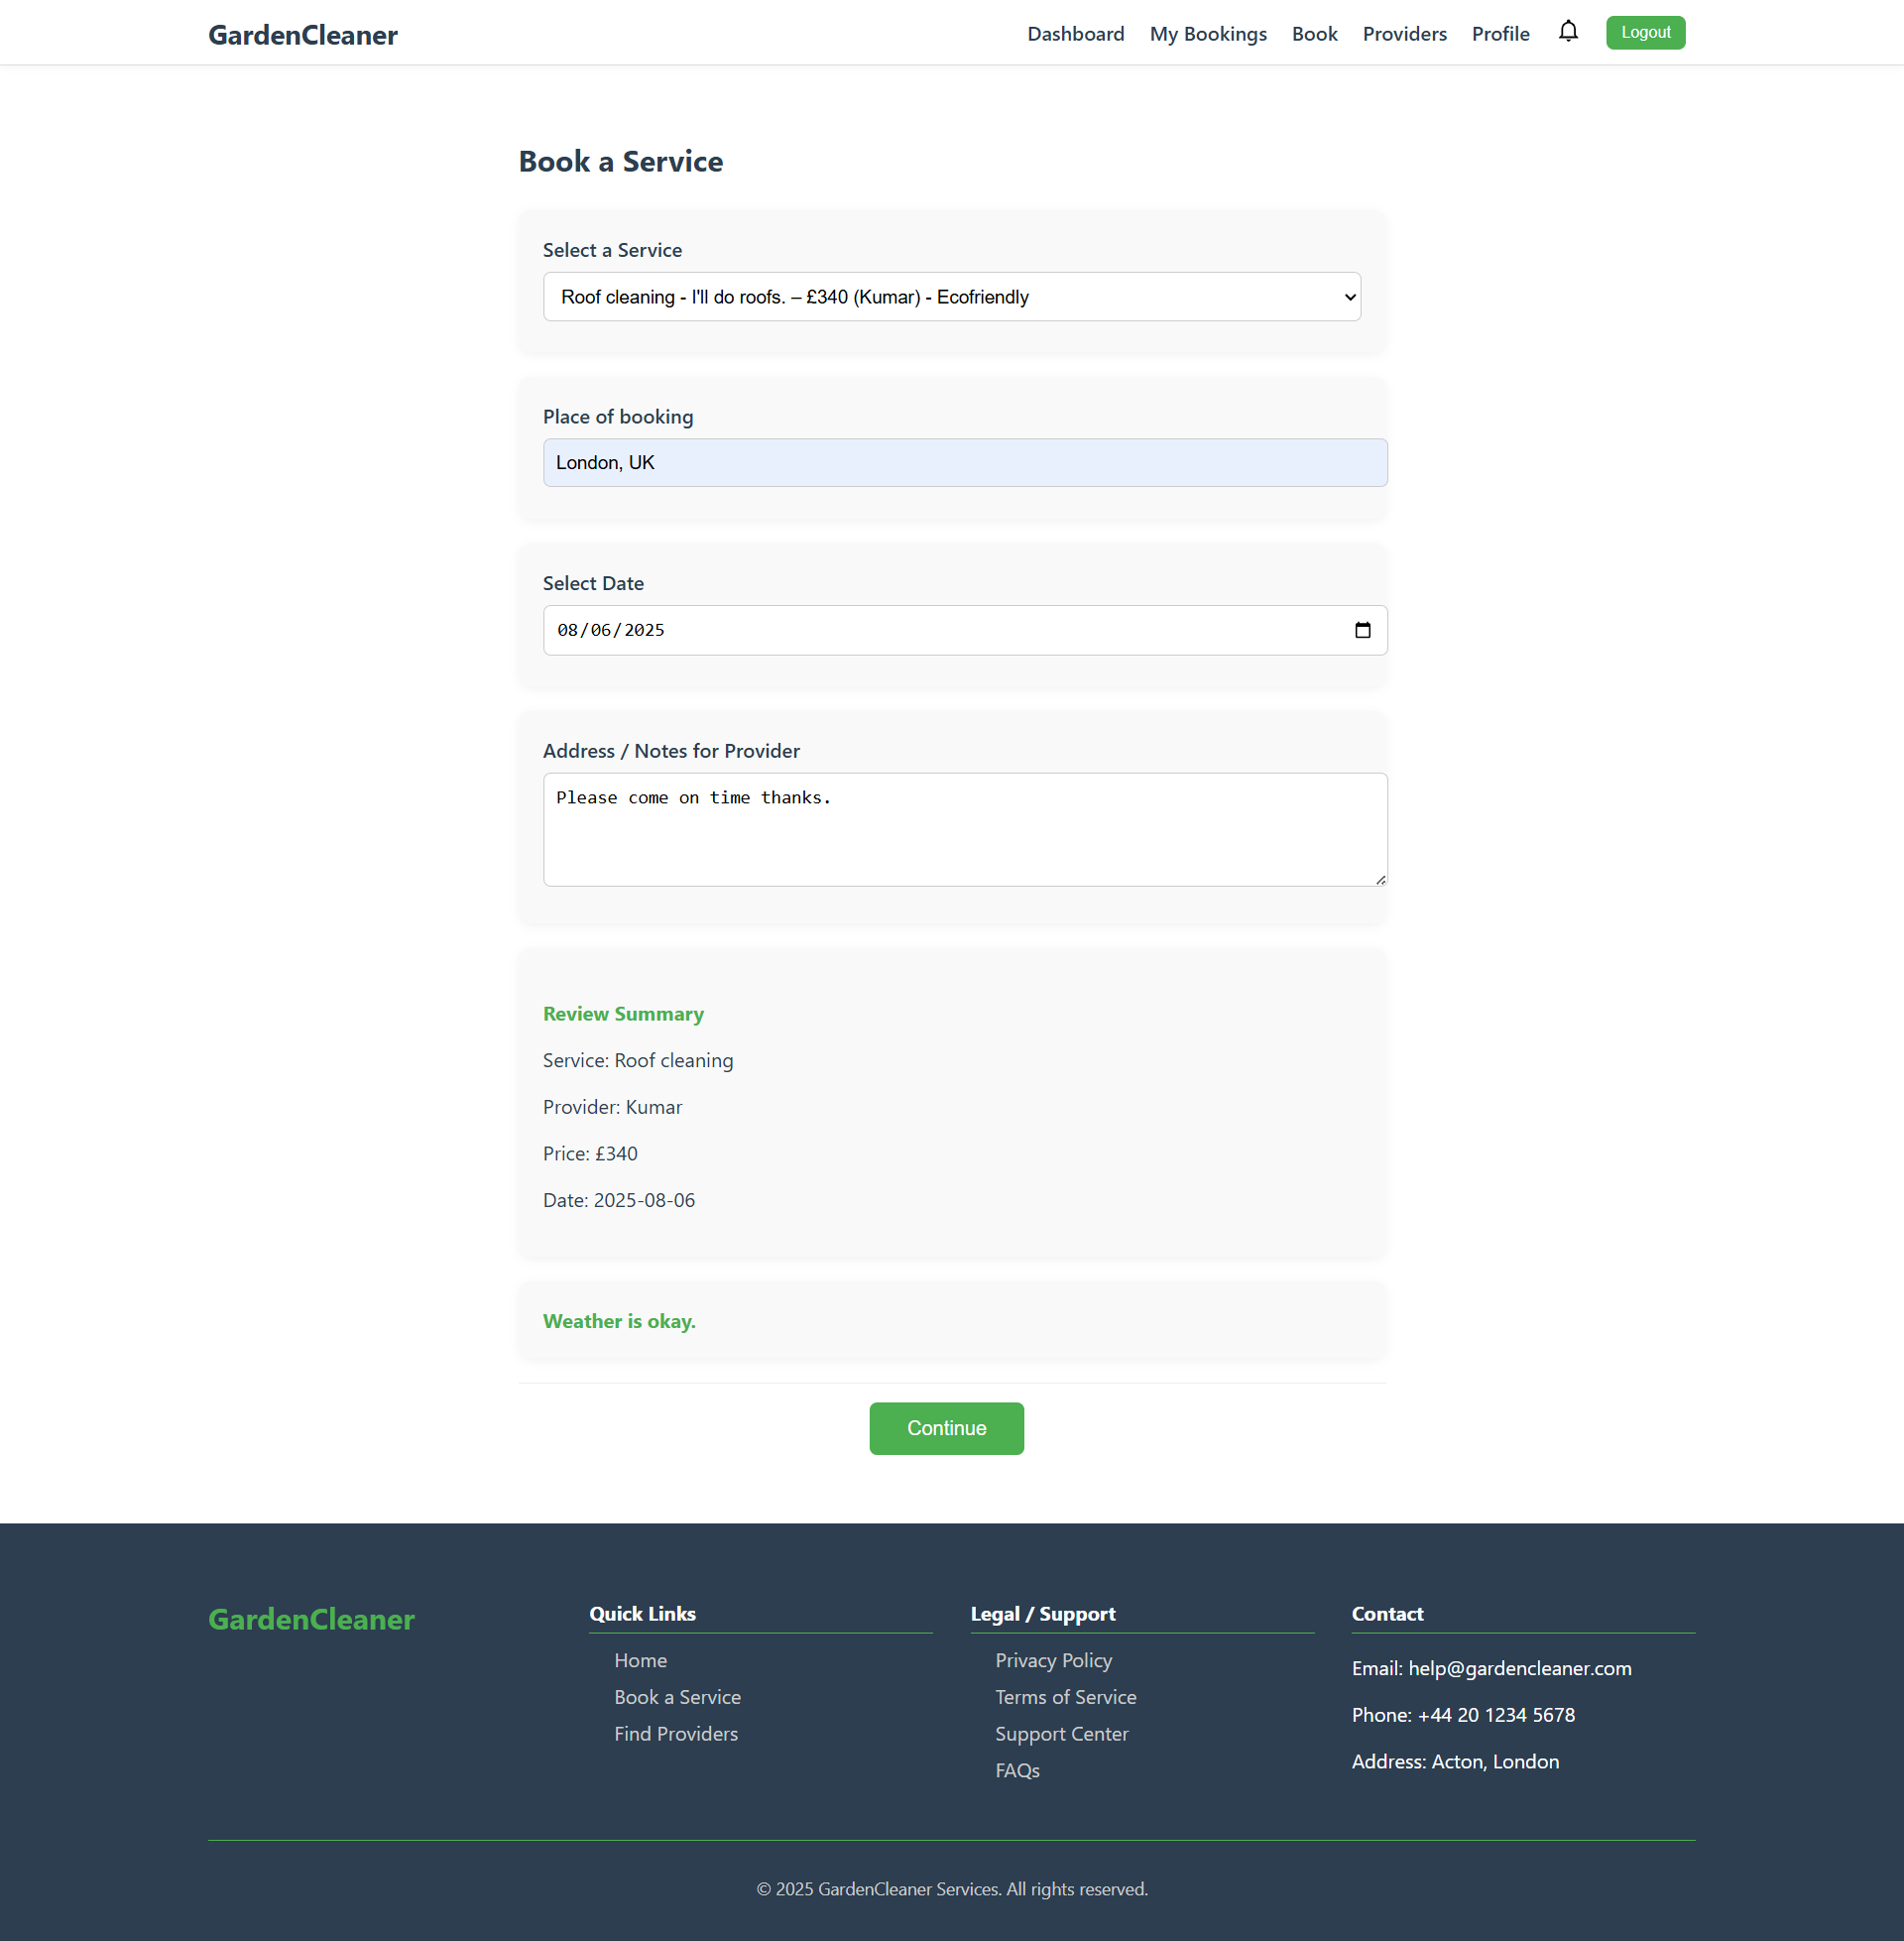 GardenCleaner
Dashboard My Bookings Book Providers Profile Logout
Book a Service
Select a Service
Roof cleaning - I'll do roofs. – £340 (Kumar) - Ecofriendly
Place of booking
London, UK
Select Date
08/06/2025
Address / Notes for Provider
Please come on time thanks.
Review Summary
Service: Roof cleaning
Provider: Kumar
Price: £340
Date: 2025-08-06
Weather is okay.
Continue
GardenCleaner
Quick Links
Home
Book a Service
Find Providers
Legal / Support
Privacy Policy
Terms of Service
Support Center
FAQs
Contact
Email: help@gardencleaner.com
Phone: +44 20 1234 5678
Address: Acton, London
© 2025 GardenCleaner Services. All rights reserved.